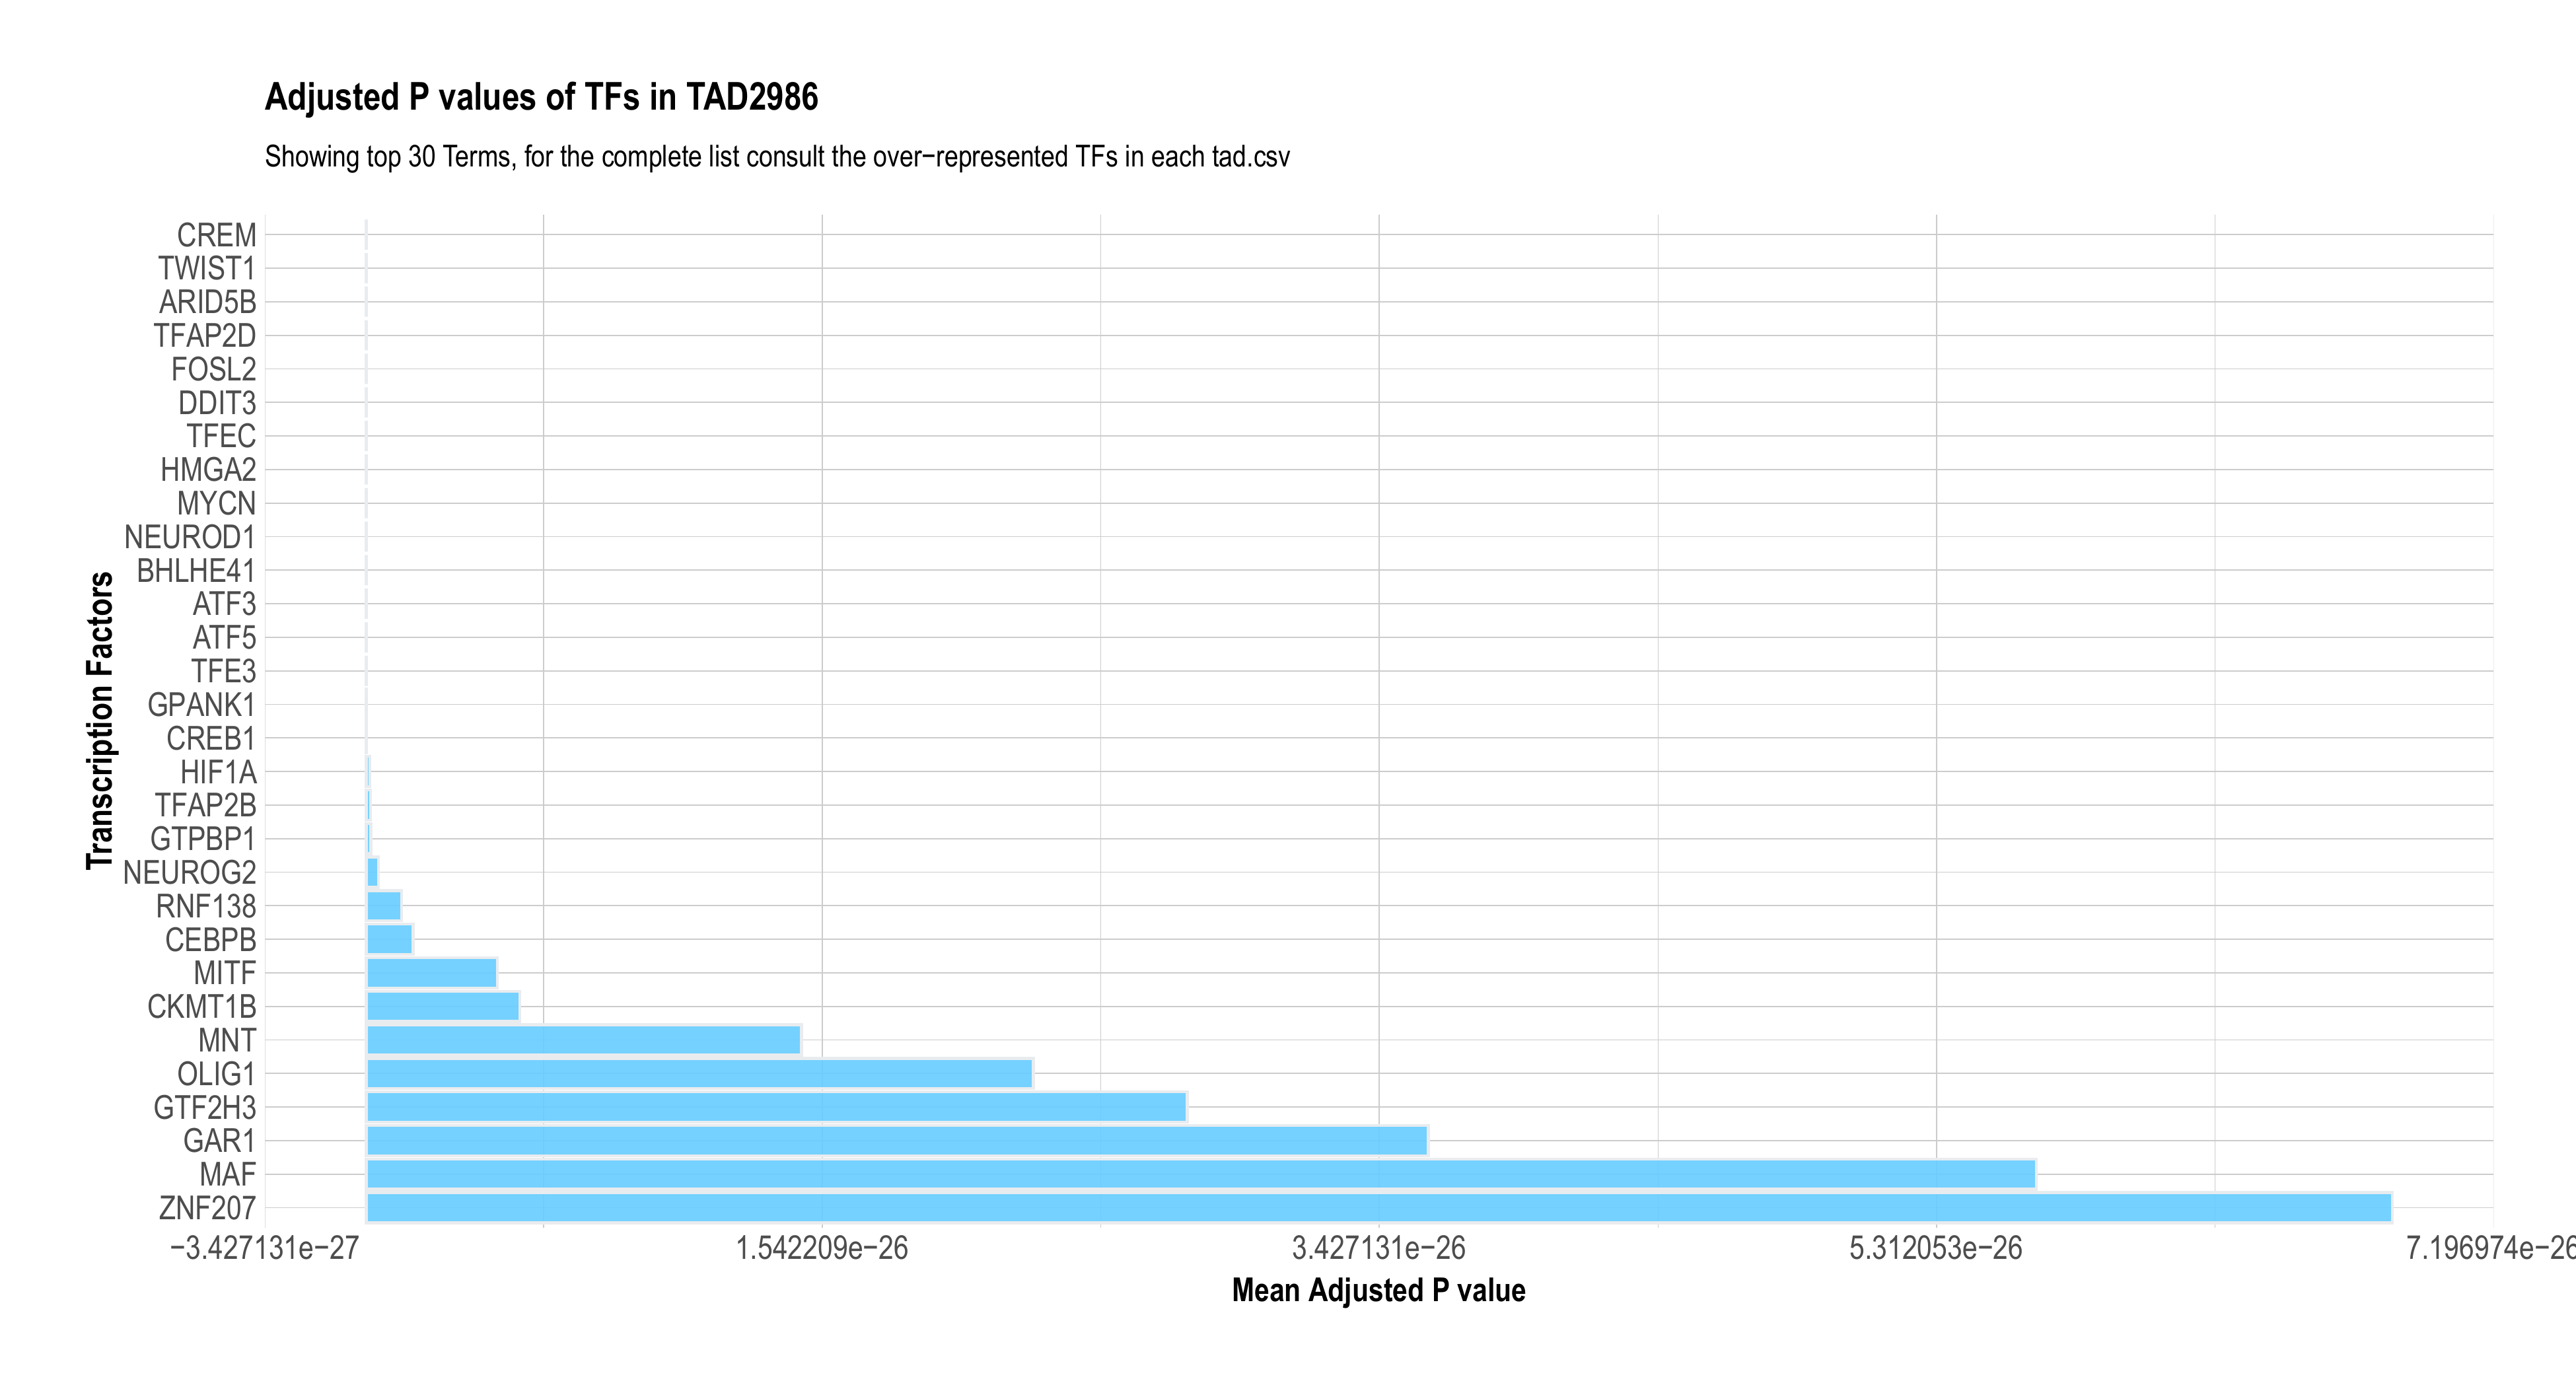 Adjusted P values of TFs in TAD2986
Showing top 30 Terms, for the complete list consult the over−represented TFs in each tad.csv
Transcription Factors
CREM
TWIST1
ARID5B
TFAP2D
FOSL2
DDIT3
TFEC
HMGA2
MYCN
NEUROD1
BHLHE41
ATF3
ATF5
TFE3
GPANK1
CREB1
HIF1A
TFAP2B
GTPBP1
NEUROG2
RNF138
CEBPB
MITF
CKMT1B
MNT
OLIG1
GTF2H3
GAR1
MAF
ZNF207
−3.427131e−27 1.542209e−26 3.427131e−26 5.312053e−26 7.196974e−26
Mean Adjusted P value